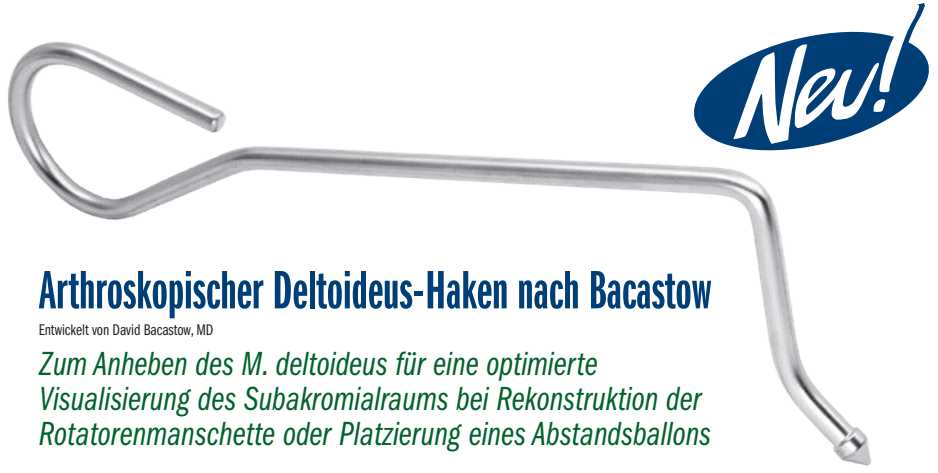 Neu!
Arthroskopischer Deltoideus-Haken nach Bacastow
Entwickelt von David Bacastow, MD
Zum Anheben des M. deltoideus für eine optimierte
Visualisierung des Subakromialraums bei Rekonstruktion der
Rotatorenmanschette oder Platzierung eines Abstandsballons